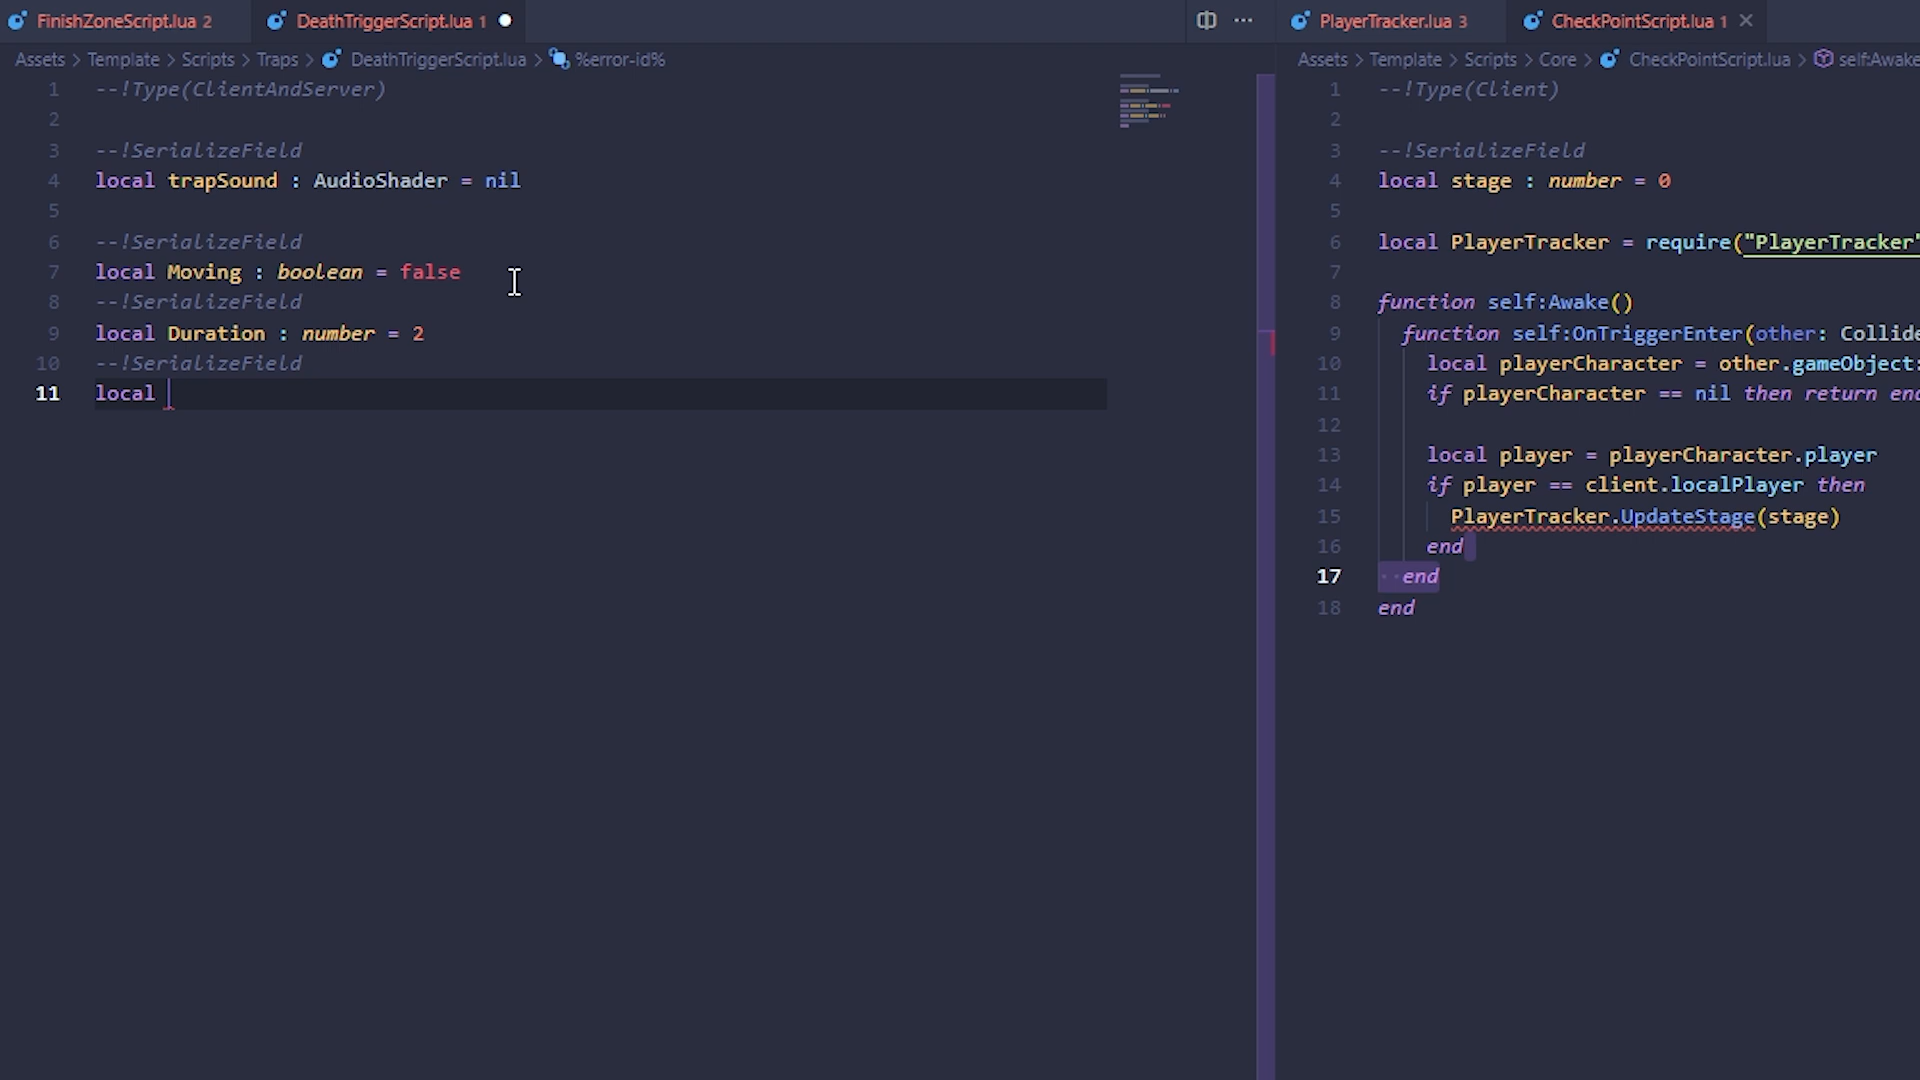 FinishZoneScript.lua 2
DeathTriggerScript.lua 1
Assets > Template > Scripts > Traps > DeathTriggerScript.lua > %error-id%
1 --!Type(ClientAndServer)
2
3 --!SerializeField
4 local trapSound : AudioShader = nil
5
6 --!SerializeField
7 local Moving : boolean = false
8 --!SerializeField
9 local Duration : number = 2
10 --!SerializeField
11 local
PlayerTracker.lua 3
CheckPointScript.lua 1
Assets > Template > Scripts > Core > CheckPointScript.lua > self:Awake
1 --!Type(Client)
2
3 --!SerializeField
4 local stage : number = 0
5
6 local PlayerTracker = require("PlayerTracker"
7
8 function self:Awake()
9 function self:OnTriggerEnter(other: Collide
10 local playerCharacter = other.gameObject:
11 if playerCharacter == nil then return end
12
13 local player = playerCharacter.player
14 if player == client.localPlayer then
15 PlayerTracker.UpdateStage(stage)
16 end
17 end
18 end